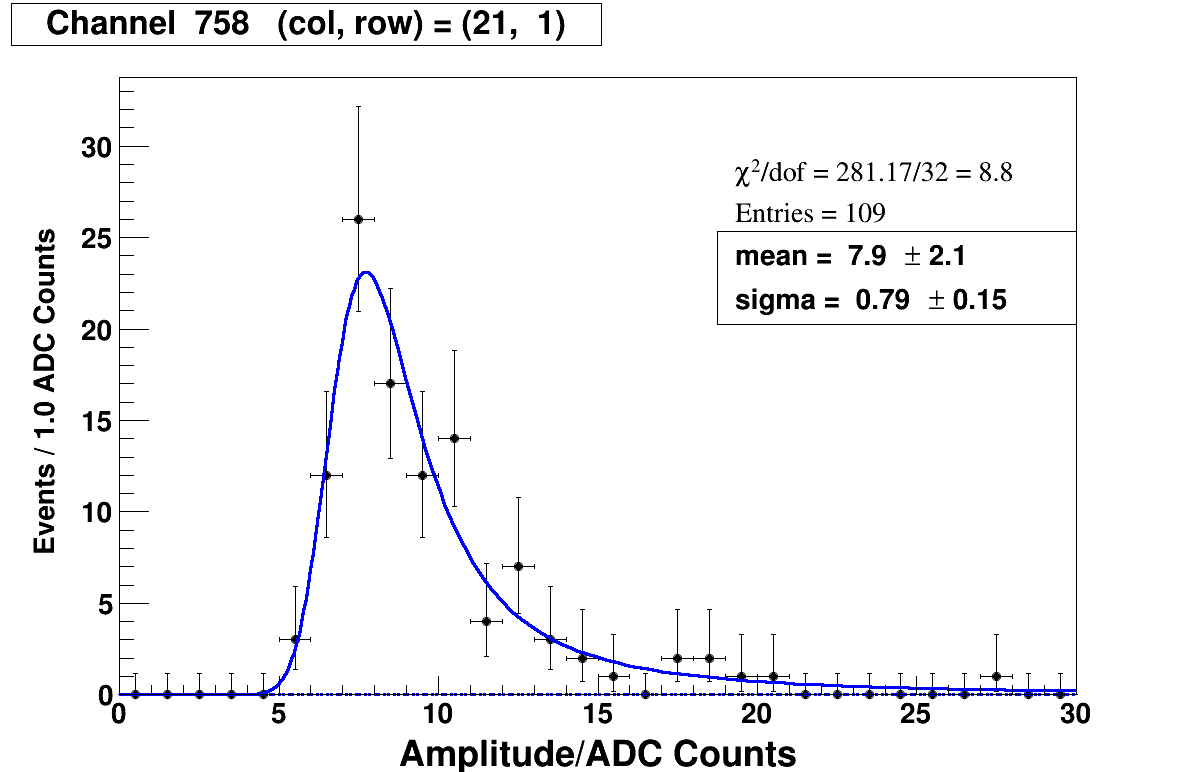 Channel 758 (col, row) = (21, 1)
χ²/dof = 281.17/32 = 8.8
Entries = 109
mean = 7.9 ± 2.1
sigma = 0.79 ± 0.15
Events / 1.0 ADC Counts
30
25
20
15
10
5
0
0 5 10 15 20 25 30
Amplitude/ADC Counts